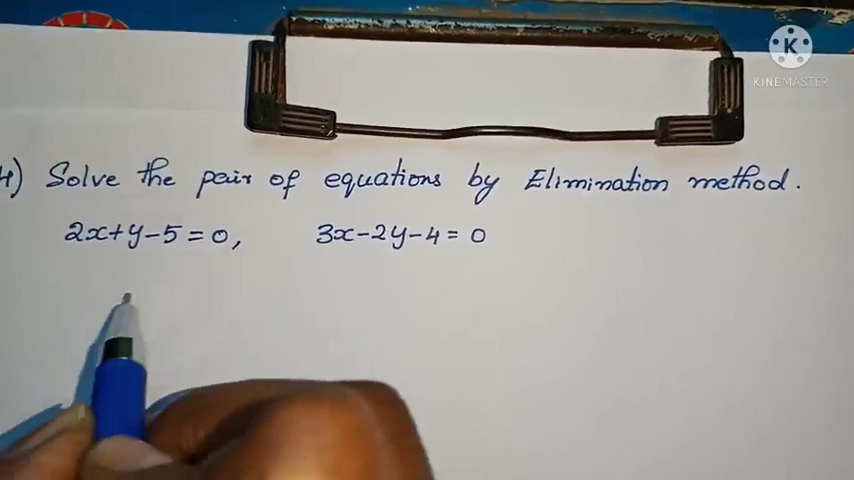 K
KINEMASTER
4) Solve the pair of equations by Elimination method.
2x+y-5=0, 3x-2y-4=0